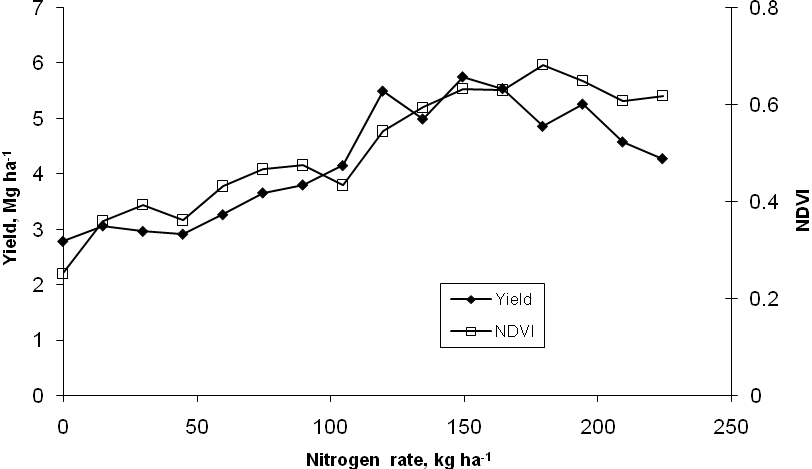 7
6
5
4
3
2
1
0
Yield, Mg ha⁻¹
0.8
0.6
0.4
0.2
0
NDVI
Yield
NDVI
0 50 100 150 200 250
Nitrogen rate, kg ha⁻¹